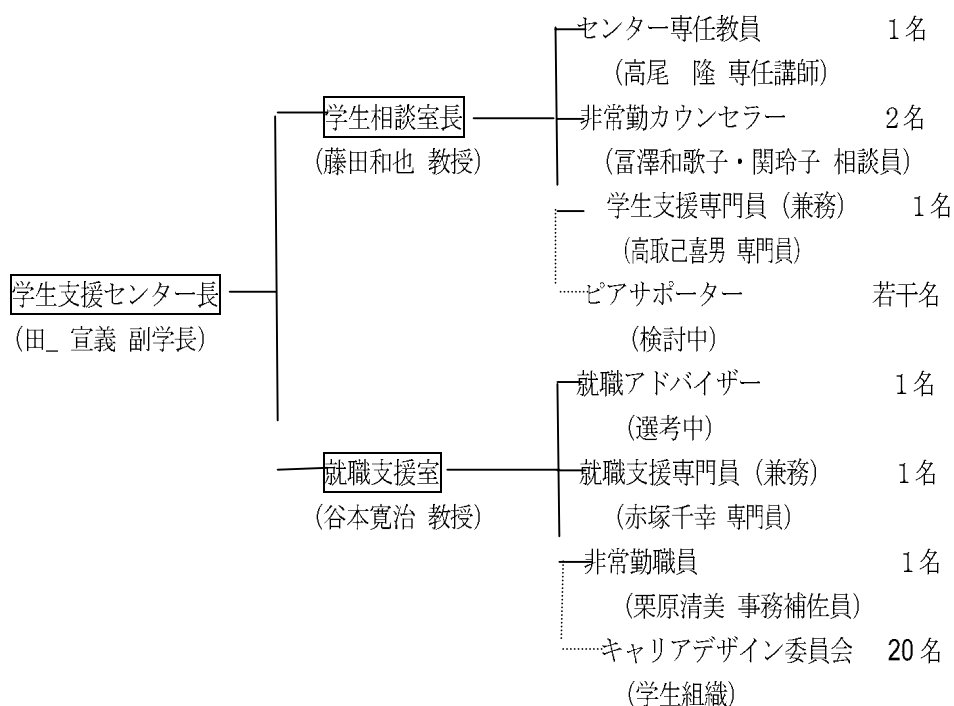 センター専任教員 1名
(高尾 隆 専任講師)
学生相談室長
非常勤カウンセラー 2名
(藤田和也 教授)
(冨澤和歌子・関玲子 相談員)
学生支援専門員(兼務) 1名
(高取己喜男 専門員)
学生支援センター長
ピアサポーター 若干名
(田_ 宣義 副学長)
(検討中)
就職アドバイザー 1名
(選考中)
就職支援室
就職支援専門員(兼務) 1名
(谷本寛治 教授)
(赤塚千幸 専門員)
非常勤職員 1名
(栗原清美 事務補佐員)
キャリアデザイン委員会 20名
(学生組織)